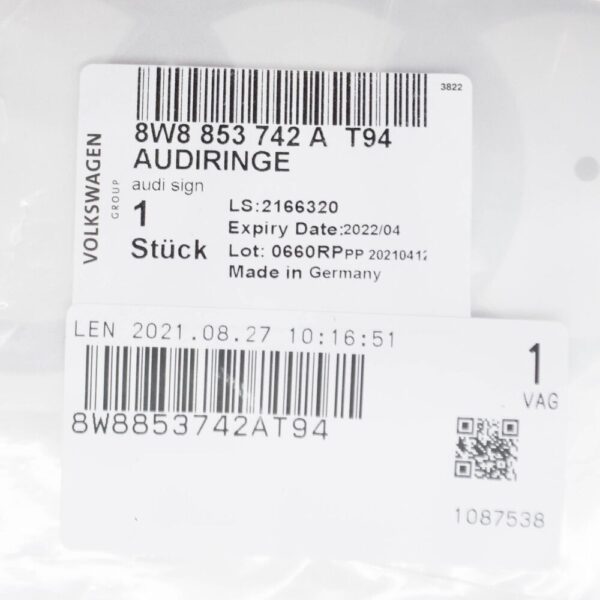 3822
8W8 853 742 A T94
AUDIRINGE
audi sign
1
Stück
LS:2166320
Expiry Date:2022/04
Lot: 0660RPPP 20210412
Made in Germany
VOLKSWAGEN
GROUP
LEN 2021.08.27 10:16:51
1
VAG
8W8853742AT94
1087538